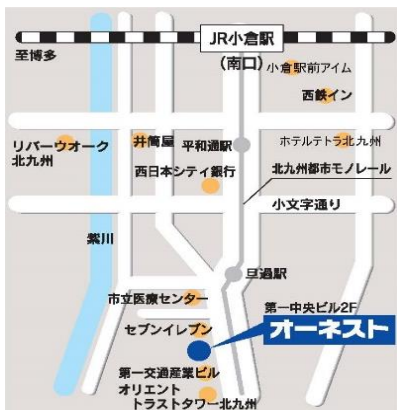 JR小倉駅
(南口)
至博多
小倉駅前アイム
西鉄イン
リバーウオーク
北九州
井筒屋
平和通駅
ホテルテトラ北九州
西日本シティ銀行
北九州都市モノレール
小文字通り
紫川
旦過駅
市立医療センター
第一中央ビル2F
オーネスト
セブンイレブン
第一交通産業ビル
オリエント
トラストタワー北九州